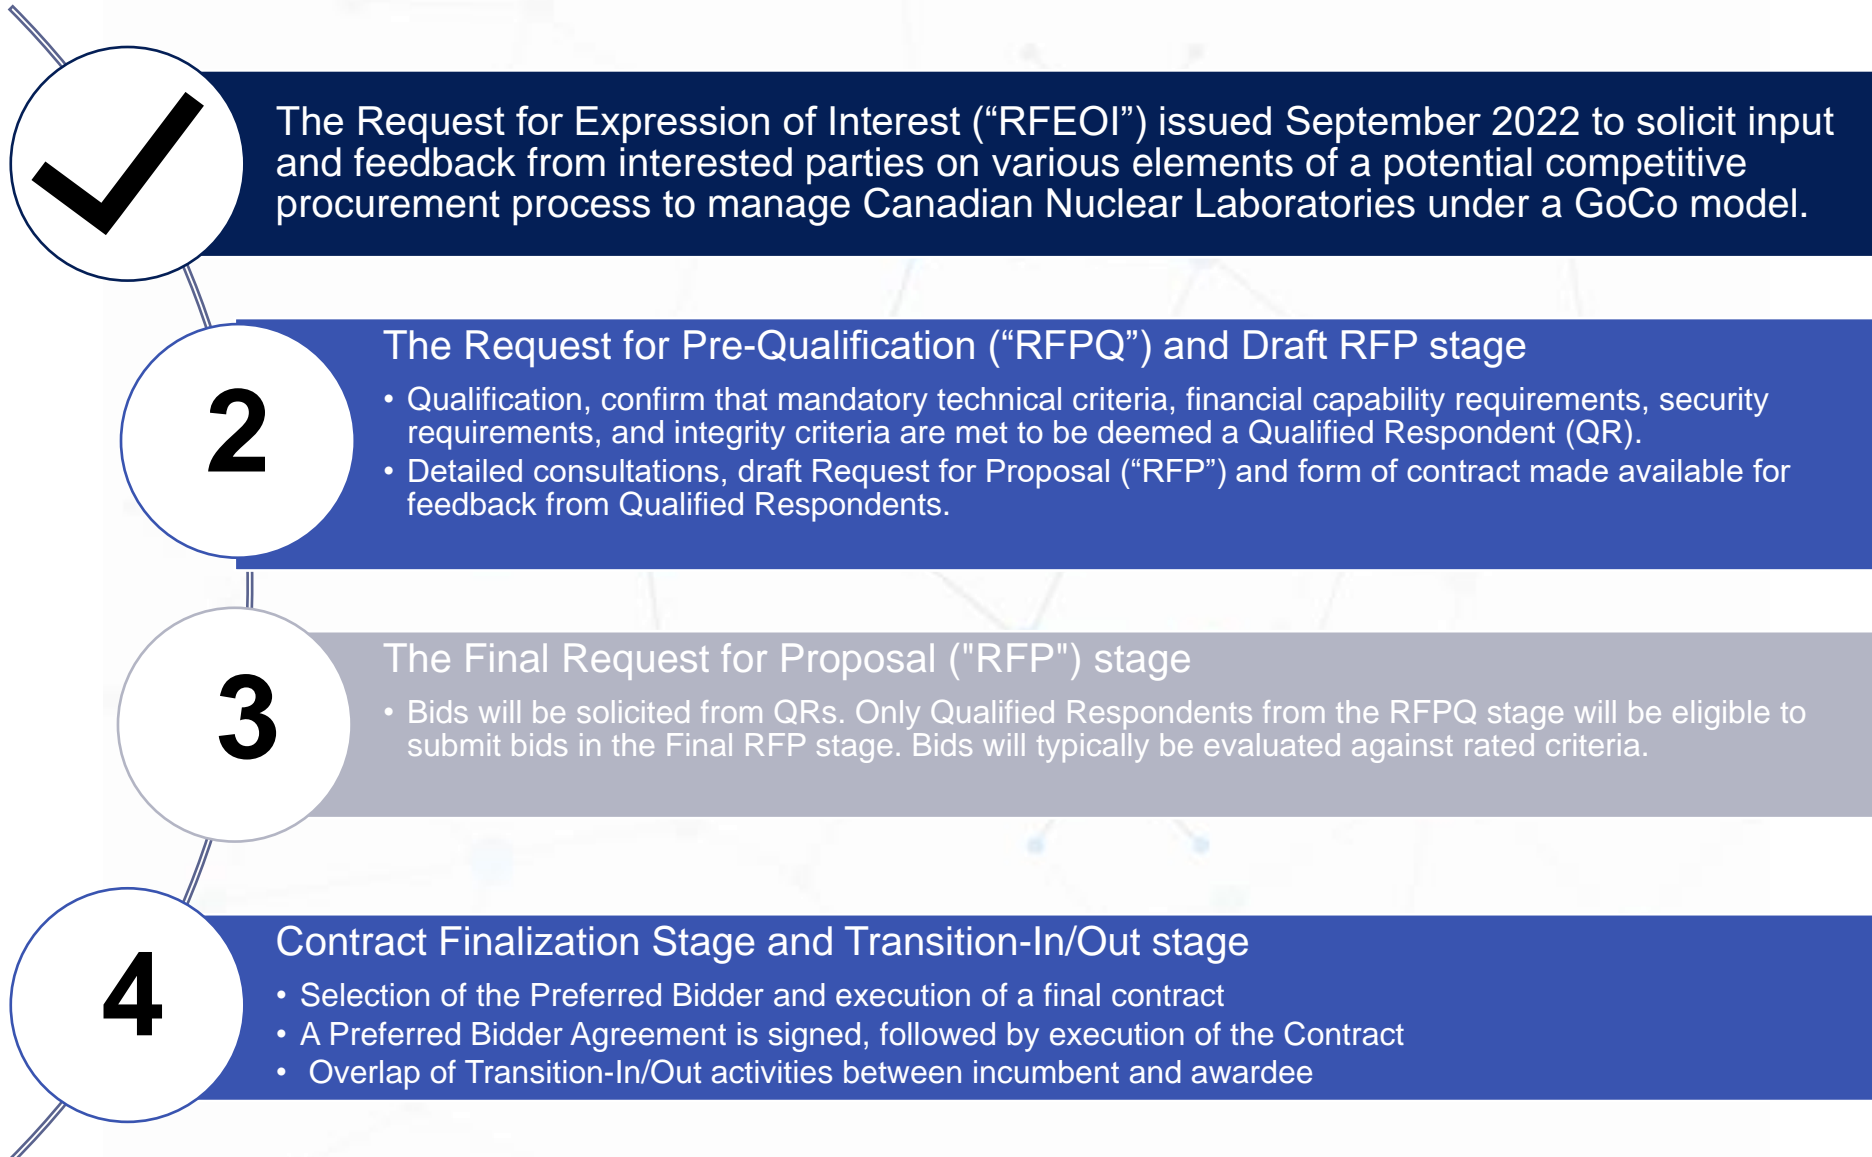 The Request for Expression of Interest (“RFEOI”) issued September 2022 to solicit input
and feedback from interested parties on various elements of a potential competitive
procurement process to manage Canadian Nuclear Laboratories under a GoCo model.
2
The Request for Pre-Qualification (“RFPQ”) and Draft RFP stage
• Qualification, confirm that mandatory technical criteria, financial capability requirements, security
requirements, and integrity criteria are met to be deemed a Qualified Respondent (QR).
• Detailed consultations, draft Request for Proposal (“RFP”) and form of contract made available for
feedback from Qualified Respondents.
3
The Final Request for Proposal ("RFP") stage
• Bids will be solicited from QRs. Only Qualified Respondents from the RFPQ stage will be eligible to
submit bids in the Final RFP stage. Bids will typically be evaluated against rated criteria.
4
Contract Finalization Stage and Transition-In/Out stage
• Selection of the Preferred Bidder and execution of a final contract
• A Preferred Bidder Agreement is signed, followed by execution of the Contract
• Overlap of Transition-In/Out activities between incumbent and awardee